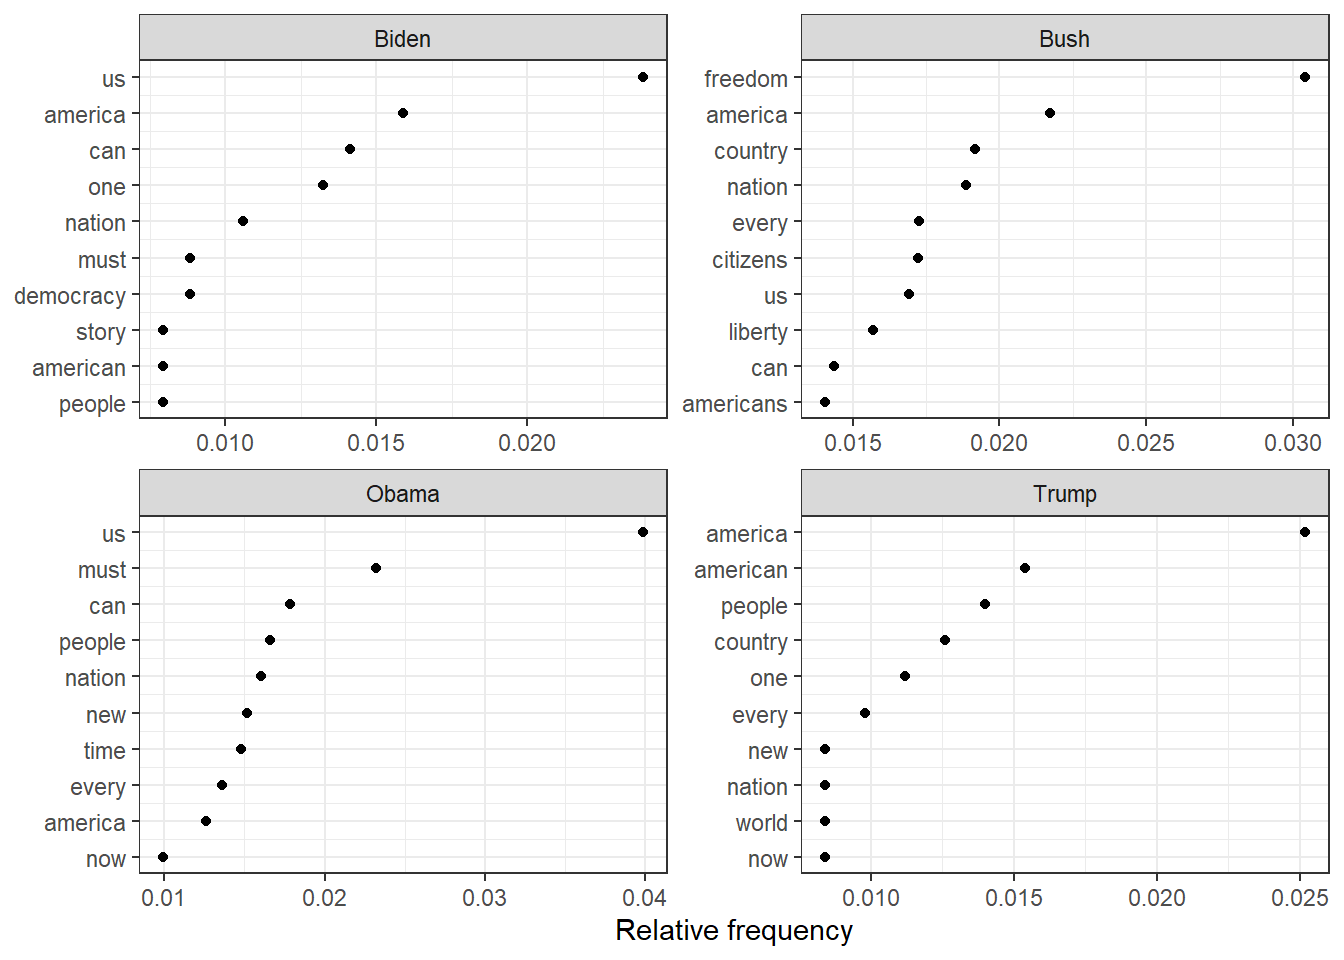 Biden
us
america
can
one
nation
must
democracy
story
american
people
0.010 0.015 0.020
Bush
freedom
america
country
nation
every
citizens
us
liberty
can
americans
0.015 0.020 0.025 0.030
Obama
us
must
can
people
nation
new
time
every
america
now
0.01 0.02 0.03 0.04
Trump
america
american
people
country
one
every
new
nation
world
now
0.010 0.015 0.020 0.025
Relative frequency